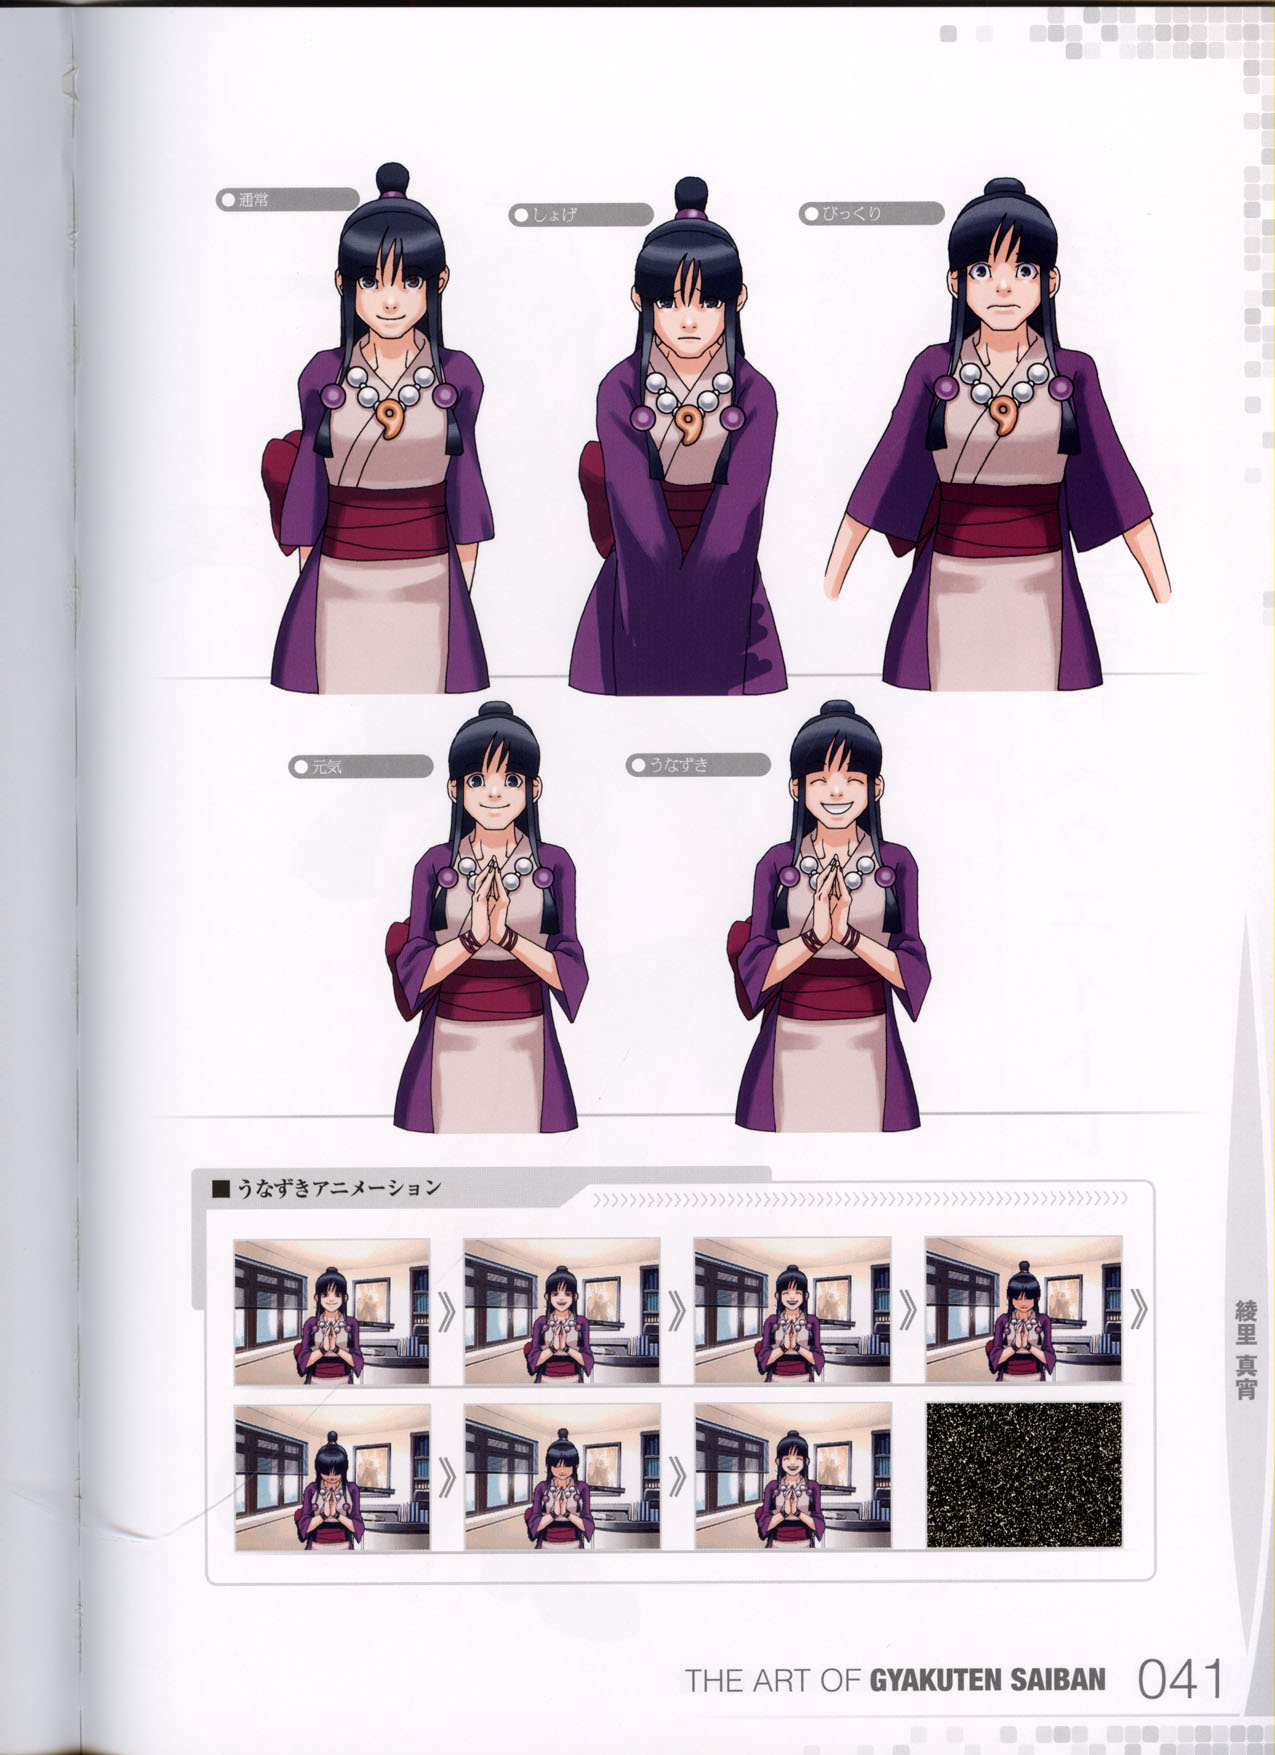 通常
しょげ
びっくり
元気
うなずき
■ うなずきアニメーション
綾里 真宵
THE ART OF GYAKUTEN SAIBAN 041